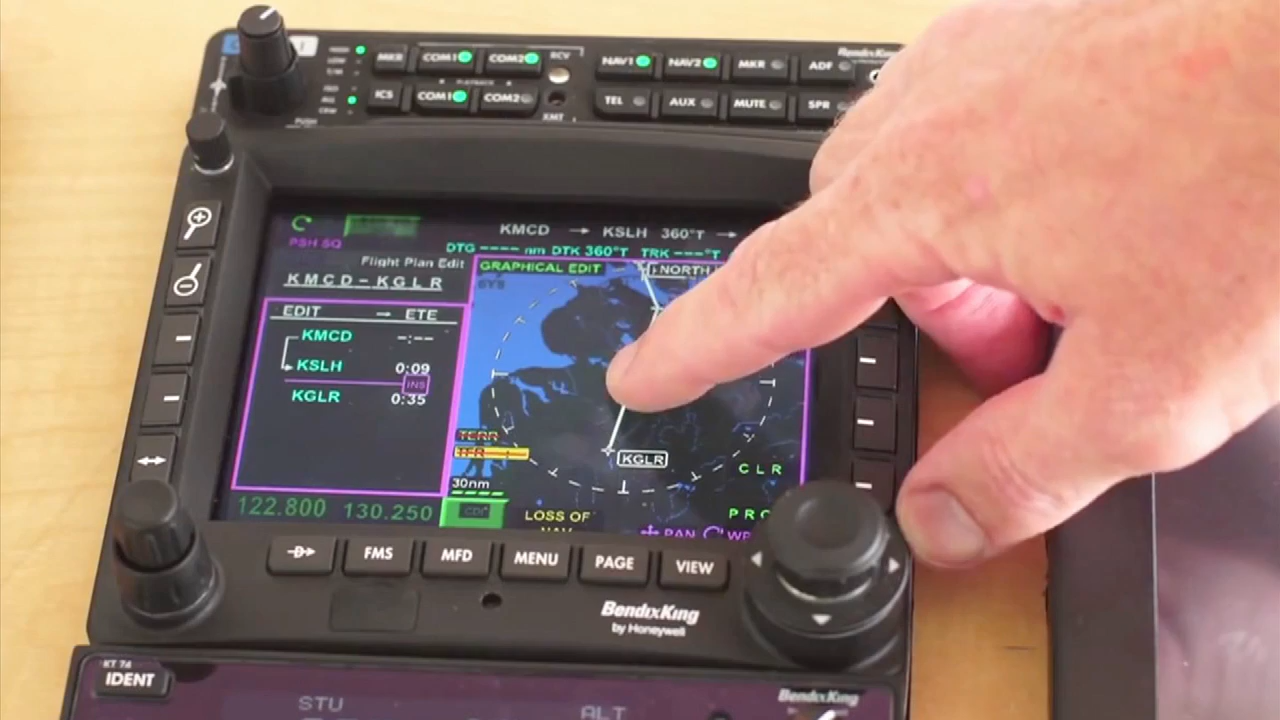 MKR COM1 COM2 RCV NAV1 NAV2 MKR ADF BendixKing
ICS COM1 COM2 XMT TEL AUX MUTE SPR
PSH SQ
KMCD → KSLH 360°T →
DTG ---- nm DTK 360°T TRK ---°T
Flight Plan Edit
KMCD-KGLR
GRAPHICAL EDIT
NORTH
EDIT → ETE
KMCD -:--
KSLH 0:09
INS
KGLR 0:35
SYS
TERR
TFR
KGLR
30nm
CLR
122.800 130.250
CDI
LOSS OF
NAV
PRO
PAN
WP
D FMS MFD MENU PAGE VIEW
BendixKing
by Honeywell
KT 74
IDENT
STU
ALT
BendixKing